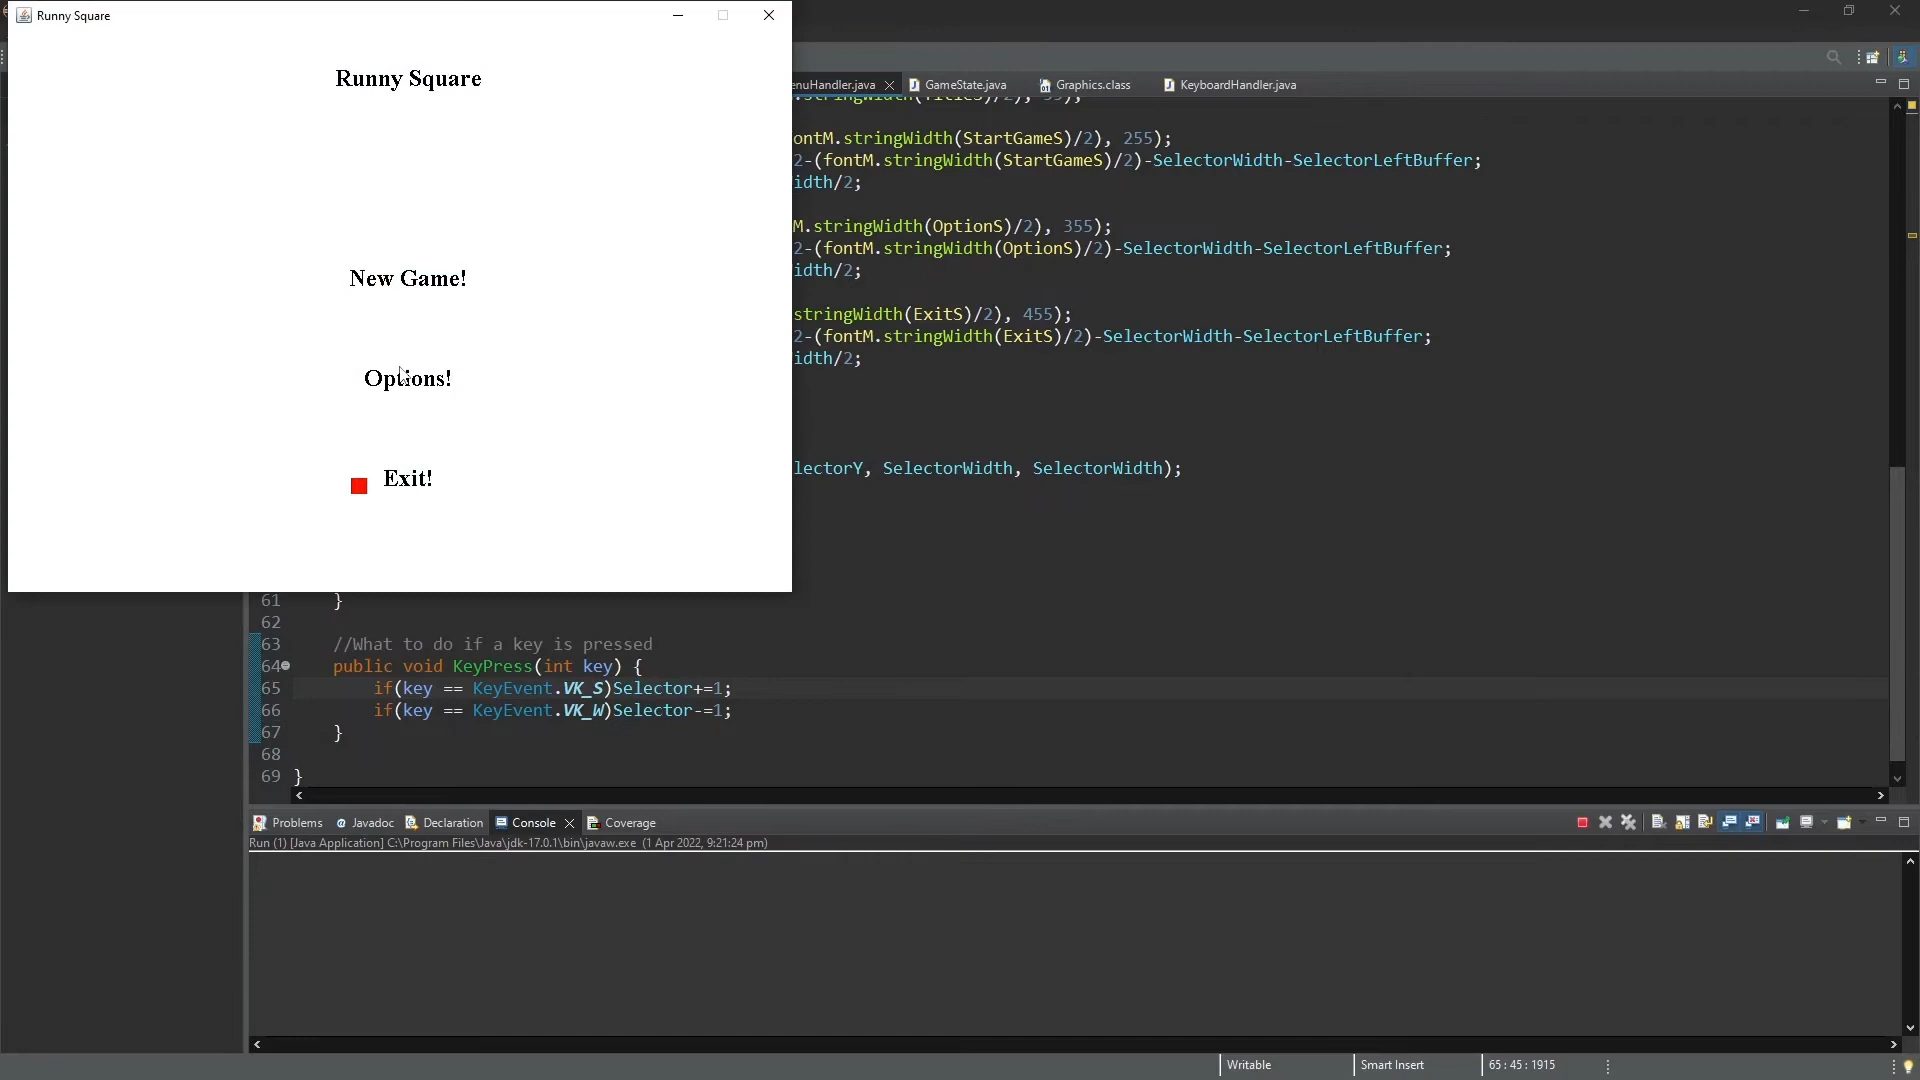 Runny Square
Runny Square
New Game!
Options!
Exit!
enuHandler.java
GameState.java
Graphics.class
KeyboardHandler.java
ontM.stringWidth(StartGameS)/2), 255);
2-(fontM.stringWidth(StartGameS)/2)-SelectorWidth-SelectorLeftBuffer;
idth/2;
M.stringWidth(OptionS)/2), 355);
2-(fontM.stringWidth(OptionS)/2)-SelectorWidth-SelectorLeftBuffer;
idth/2;
stringWidth(ExitS)/2), 455);
2-(fontM.stringWidth(ExitS)/2)-SelectorWidth-SelectorLeftBuffer;
idth/2;
lectorY, SelectorWidth, SelectorWidth);
61 }
62
63 //What to do if a key is pressed
64 public void KeyPress(int key) {
65 if(key == KeyEvent.VK_S)Selector+=1;
66 if(key == KeyEvent.VK_W)Selector-=1;
67 }
68
69 }
Problems @ Javadoc Declaration Console Coverage
Run (1) [Java Application] C:\Program Files\Java\jdk-17.0.1\bin\javaw.exe (1 Apr 2022, 9:21:24 pm)
Writable Smart Insert 65 : 45 : 1915